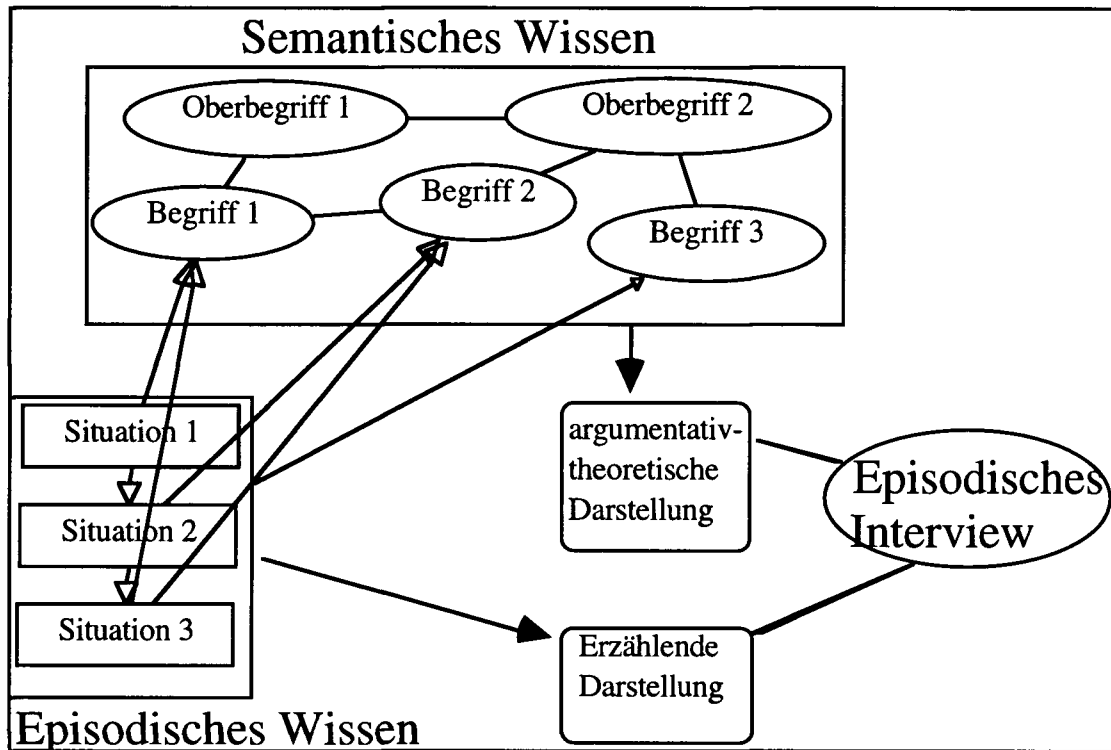 Semantisches Wissen
Oberbegriff 1
Oberbegriff 2
Begriff 1
Begriff 2
Begriff 3
Situation 1
Situation 2
Situation 3
argumentativ-
theoretische
Darstellung
Episodisches
Interview
Erzählende
Darstellung
Episodisches Wissen